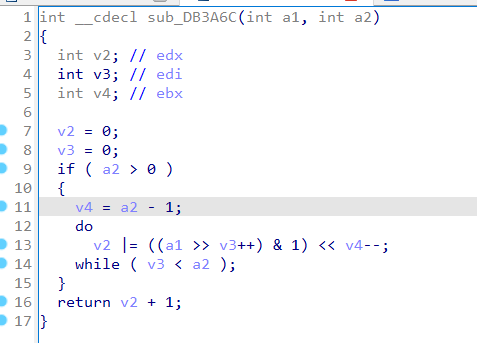 1 int __cdecl sub_DB3A6C(int a1, int a2)
2 {
3 int v2; // edx
4 int v3; // edi
5 int v4; // ebx
6
7 v2 = 0;
8 v3 = 0;
9 if ( a2 > 0 )
10 {
11 v4 = a2 - 1;
12 do
13 v2 |= ((a1 >> v3++) & 1) << v4--;
14 while ( v3 < a2 );
15 }
16 return v2 + 1;
17 }